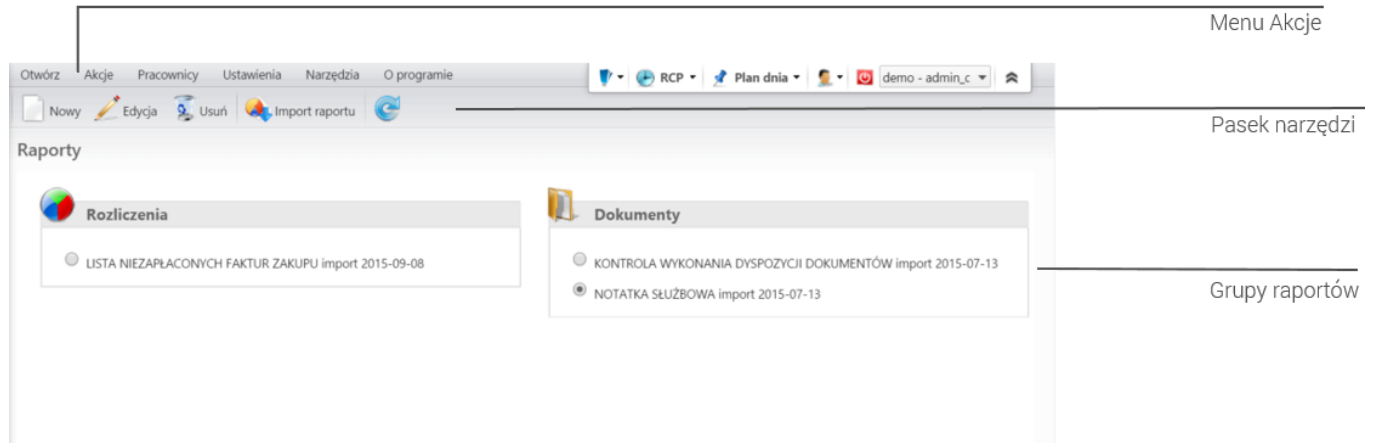 Menu Akcje
Otwórz Akcje Pracownicy Ustawienia Narzędzia O programie RCP Plan dnia demo - admin_c
Nowy Edycja Usuń Import raportu
Pasek narzędzi
Raporty
Rozliczenia
LISTA NIEZAPŁACONYCH FAKTUR ZAKUPU import 2015-09-08
Dokumenty
KONTROLA WYKONANIA DYSPOZYCJI DOKUMENTÓW import 2015-07-13
NOTATKA SŁUŻBOWA import 2015-07-13
Grupy raportów